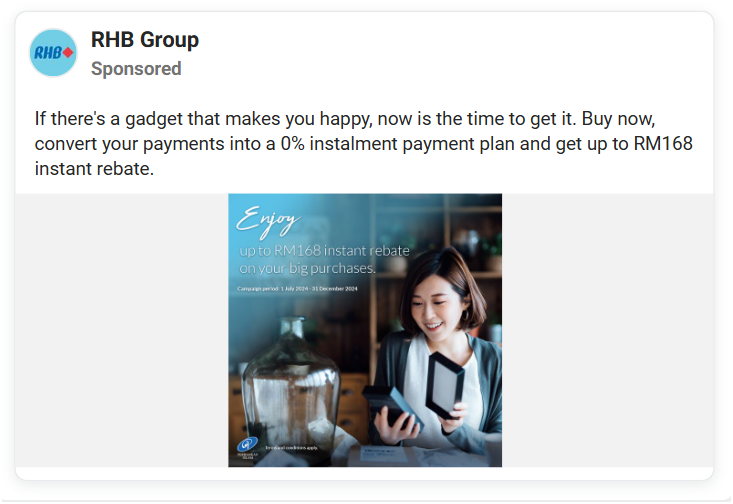 RHB
RHB Group
Sponsored
If there's a gadget that makes you happy, now is the time to get it. Buy now,
convert your payments into a 0% instalment payment plan and get up to RM168
instant rebate.
Enjoy
up to RM168 instant rebate
on your big purchases.
Campaign period: 1 July 2024 - 31 December 2024
Terms and conditions apply.